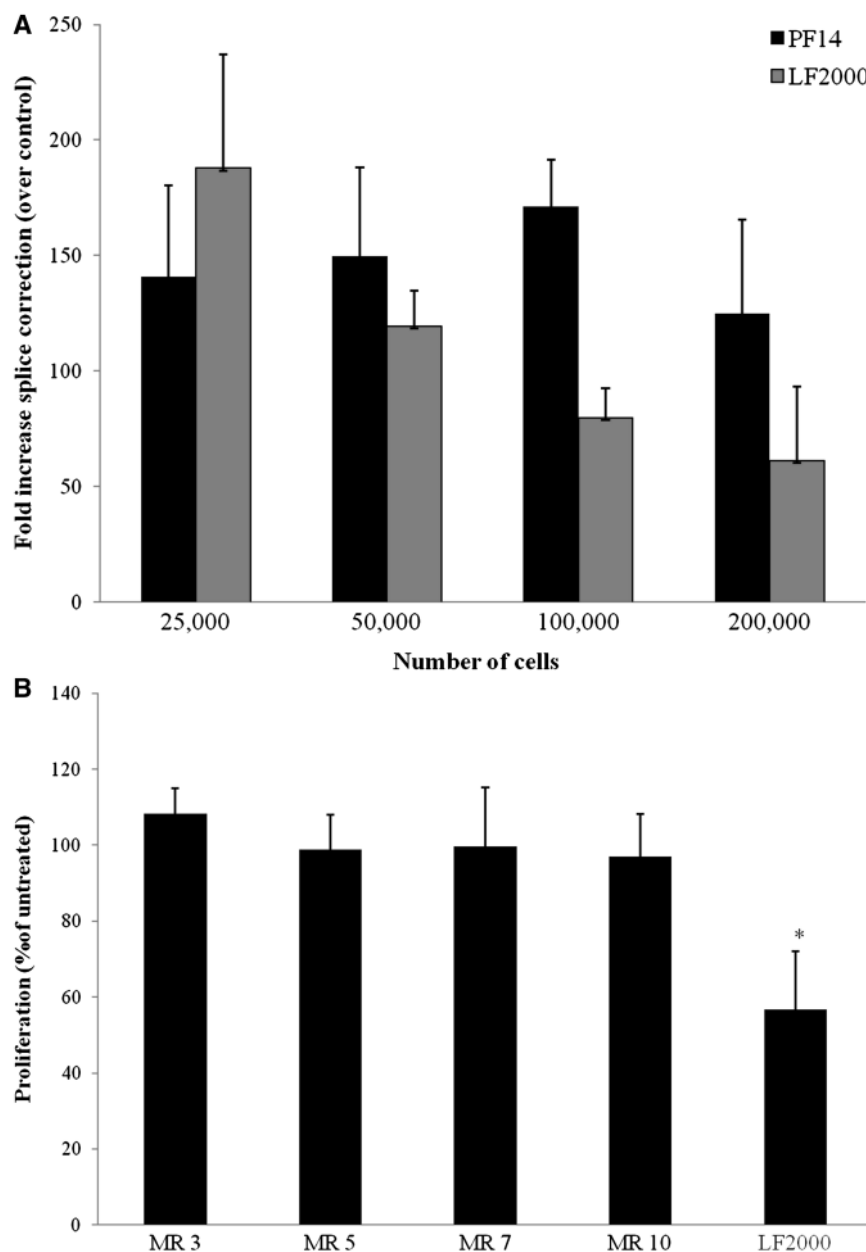 A
250
PF14
LF2000
200
150
100
50
0
Fold increase splice correction (over control)
25,000 50,000 100,000 200,000
Number of cells
B
140
120
100
80
60
40
20
0
Proliferation (%of untreated)
*
MR 3 MR 5 MR 7 MR 10 LF2000